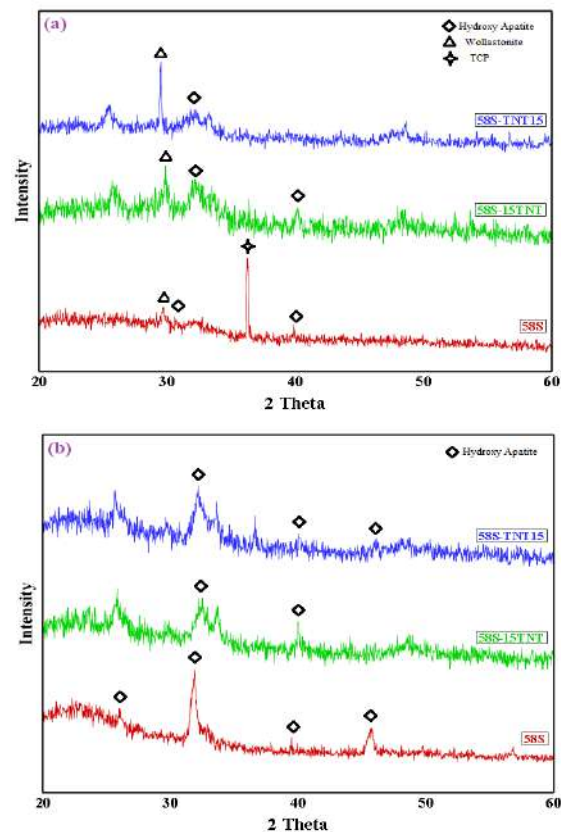 (a)
Hydroxy Apatite
Wollastonite
TCP
58S-TNT15
58S-15TNT
58S
Intensity
20 30 40 50 60
2 Theta
(b)
Hydroxy Apatite
58S-TNT15
58S-15TNT
58S
Intensity
20 30 40 50 60
2 Theta